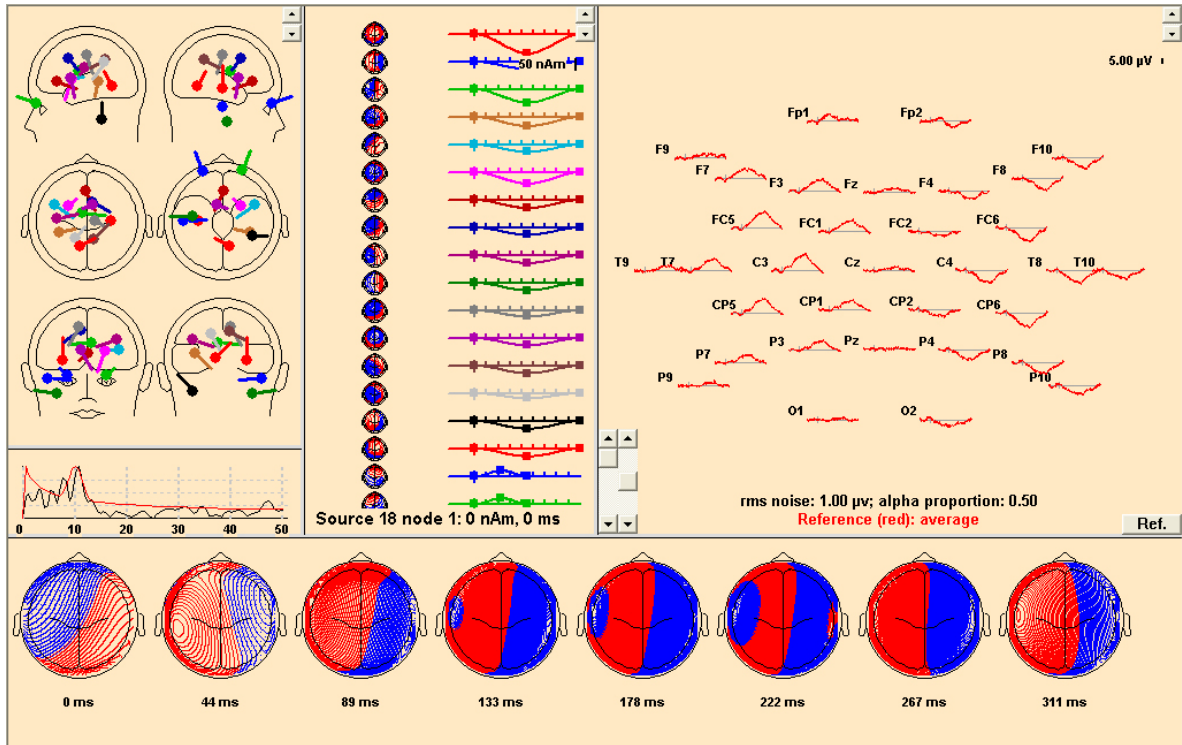 50 nAm
Source 18 node 1: 0 nAm, 0 ms
0 10 20 30 40 50
5.00 µV
Fp1 Fp2
F9 F10
F7 F3 Fz F4 F8
FC5 FC1 FC2 FC6
T9 T7 C3 Cz C4 T8 T10
CP5 CP1 CP2 CP6
P7 P3 Pz P4 P8
P9 P10
O1 O2
rms noise: 1.00 µv; alpha proportion: 0.50
Reference (red): average
Ref.
0 ms 44 ms 89 ms 133 ms 178 ms 222 ms 267 ms 311 ms